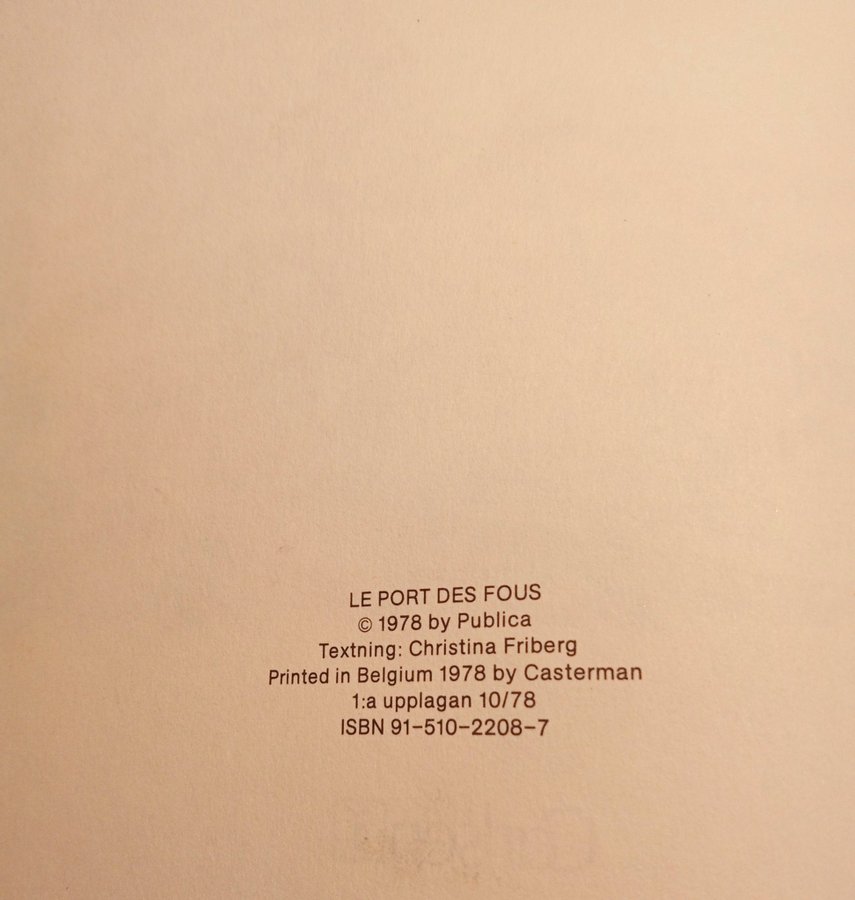 LE PORT DES FOUS
© 1978 by Publica
Textning: Christina Friberg
Printed in Belgium 1978 by Casterman
1:a upplagan 10/78
ISBN 91-510-2208-7